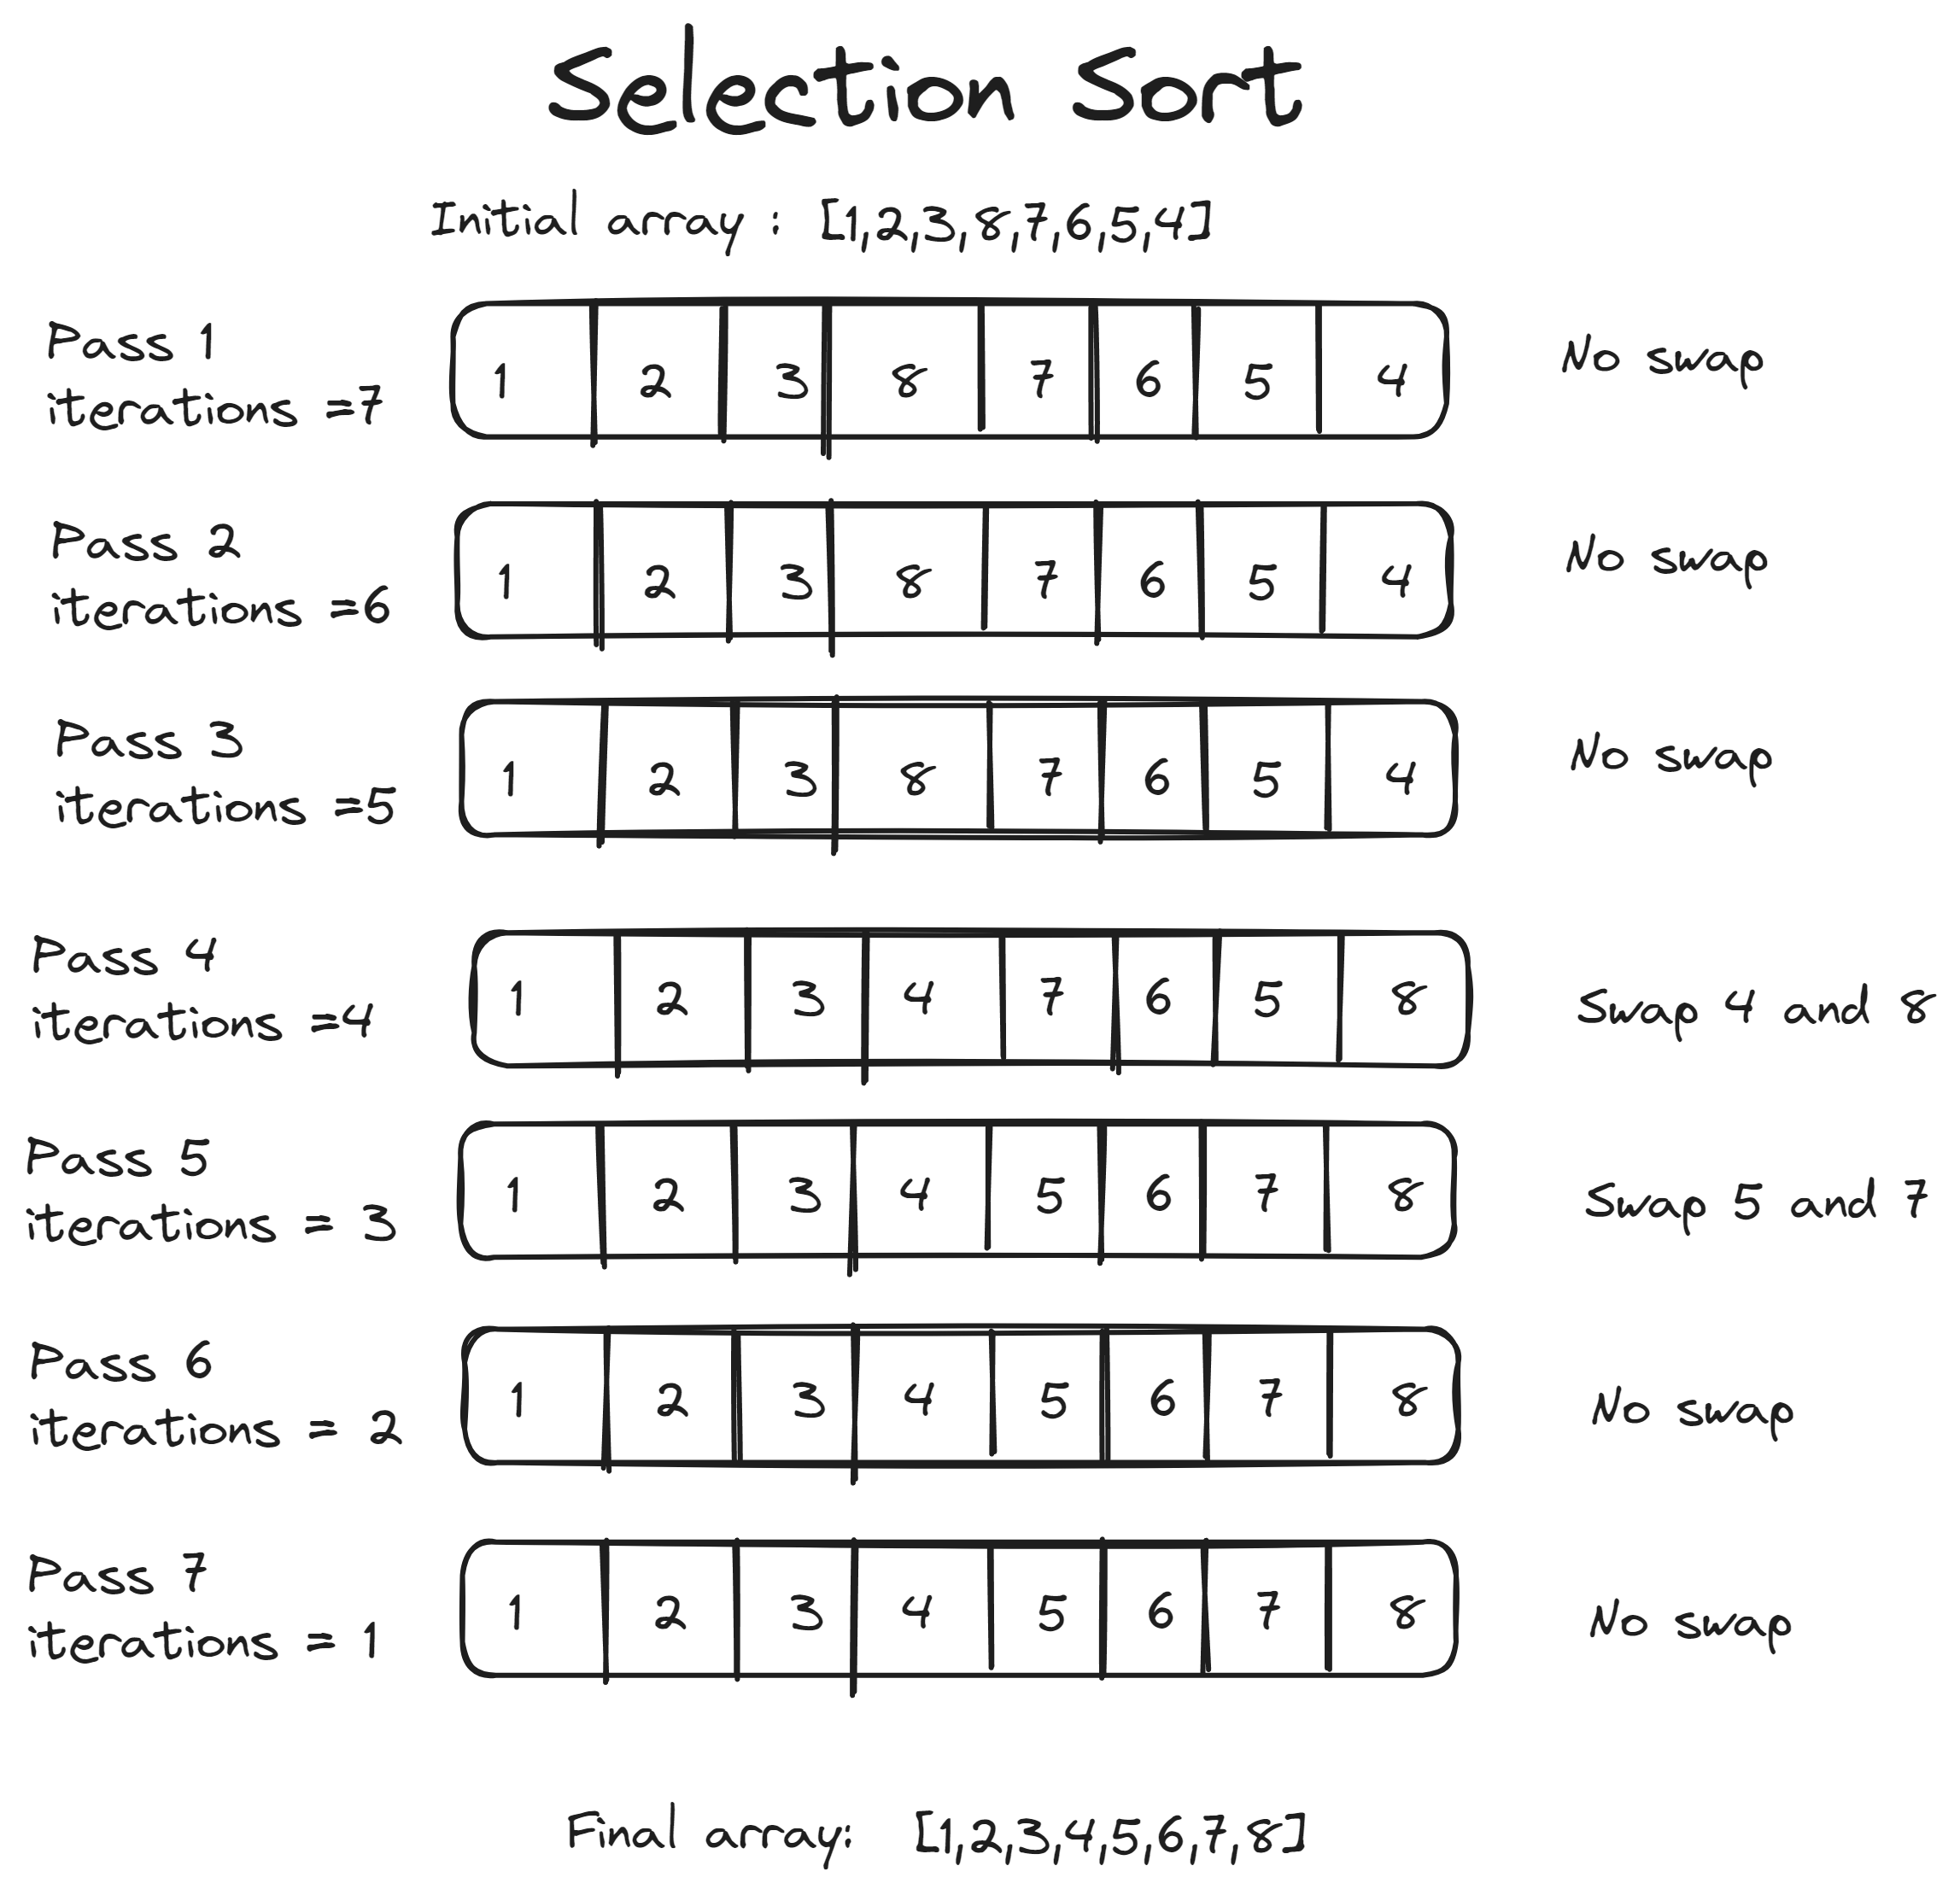 Selection Sort
Initial array : [1,2,3,8,7,6,5,4]
Pass 1
iterations =7
1 2 3 8 7 6 5 4
No swap
Pass 2
iterations =6
1 2 3 8 7 6 5 4
No swap
Pass 3
iterations =5
1 2 3 8 7 6 5 4
No swap
Pass 4
iterations =4
1 2 3 4 7 6 5 8
Swap 4 and 8
Pass 5
iterations = 3
1 2 3 4 5 6 7 8
Swap 5 and 7
Pass 6
iterations = 2
1 2 3 4 5 6 7 8
No swap
Pass 7
iterations = 1
1 2 3 4 5 6 7 8
No swap
Final array: [1,2,3,4,5,6,7,8]